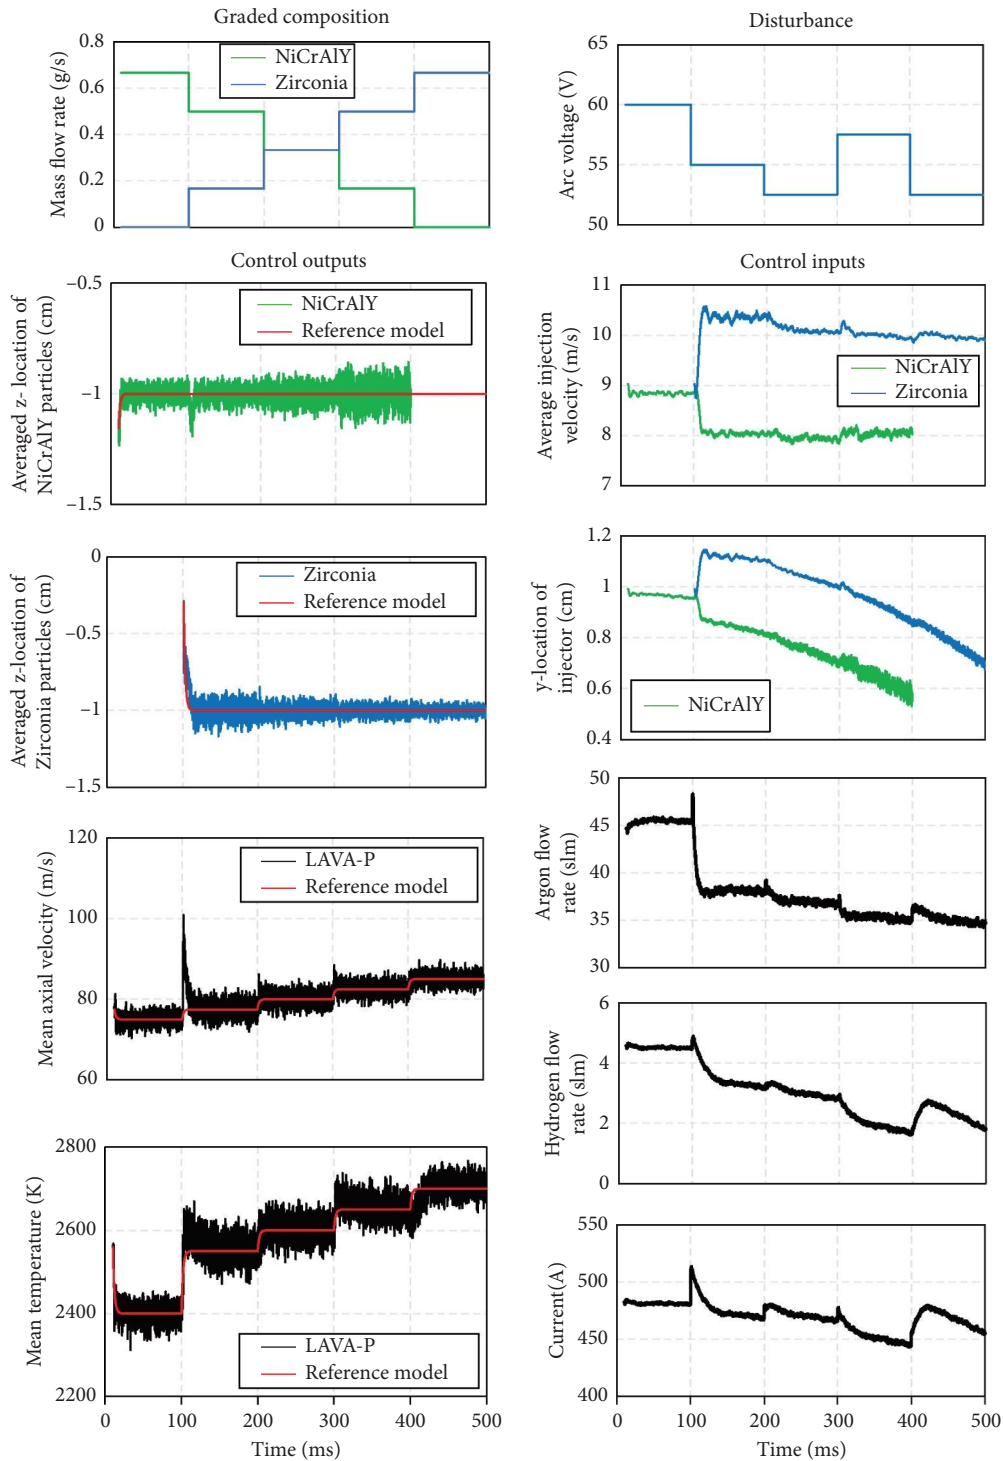 Graded composition
Mass flow rate (g/s)
0.8
0.6
0.4
0.2
0
NiCrAlY
Zirconia
Disturbance
Arc voltage (V)
65
60
55
50
Control outputs
Averaged z- location of
NiCrAlY particles (cm)
−0.5
−1
−1.5
NiCrAlY
Reference model
Control inputs
Average injection
velocity (m/s)
11
10
9
8
7
NiCrAlY
Zirconia
Averaged z-location of
Zirconia particles (cm)
0
−0.5
−1
−1.5
Zirconia
Reference model
y-location of
injector (cm)
1.2
1
0.8
0.6
0.4
NiCrAlY
Mean axial velocity (m/s)
120
100
80
60
LAVA-P
Reference model
Argon flow
rate (slm)
50
45
40
35
30
Hydrogen flow
rate (slm)
6
4
2
0
Mean temperature (K)
2800
2600
2400
2200
LAVA-P
Reference model
0 100 200 300 400 500
Time (ms)
Current(A)
550
500
450
400
0 100 200 300 400 500
Time (ms)